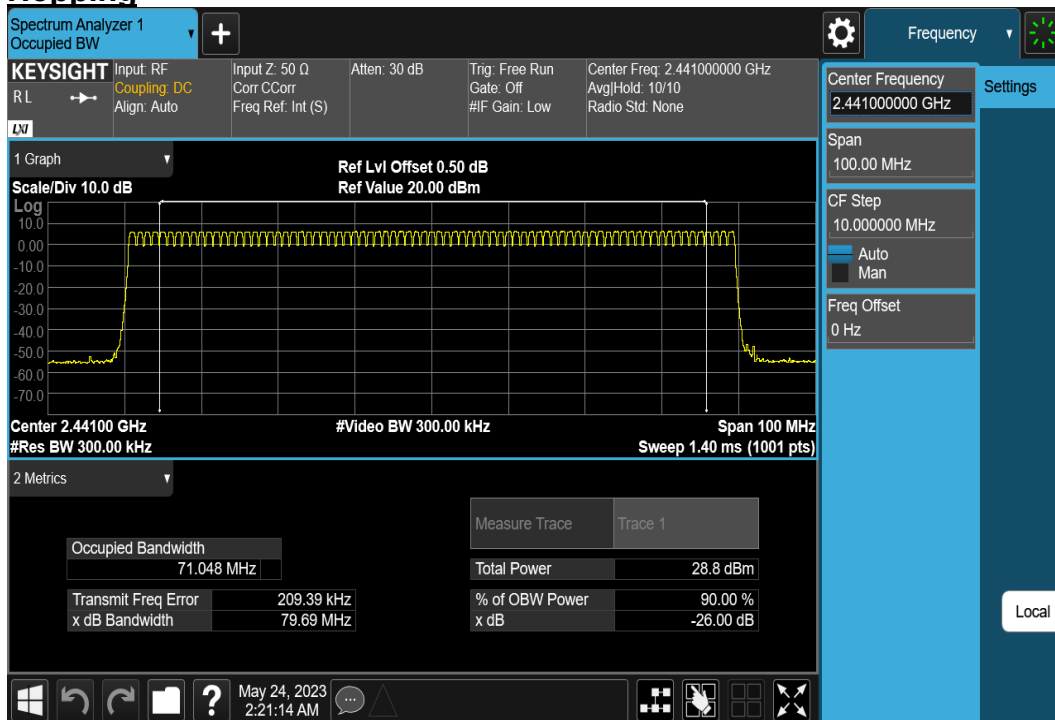 Hopping
Spectrum Analyzer 1
Occupied BW
Frequency
KEYSIGHT
RL
LXI
Input: RF
Coupling: DC
Align: Auto
Input Z: 50 Ω
Corr CCorr
Freq Ref: Int (S)
Atten: 30 dB
Trig: Free Run
Gate: Off
#IF Gain: Low
Center Freq: 2.441000000 GHz
Avg|Hold: 10/10
Radio Std: None
Center Frequency
2.441000000 GHz
Settings
Span
100.00 MHz
CF Step
10.000000 MHz
Auto
Man
Freq Offset
0 Hz
1 Graph
Scale/Div 10.0 dB
Ref Lvl Offset 0.50 dB
Ref Value 20.00 dBm
Log
10.0
0.00
-10.0
-20.0
-30.0
-40.0
-50.0
-60.0
-70.0
Center 2.44100 GHz
#Video BW 300.00 kHz
Span 100 MHz
#Res BW 300.00 kHz
Sweep 1.40 ms (1001 pts)
2 Metrics
Measure Trace Trace 1
Occupied Bandwidth
71.048 MHz
Total Power 28.8 dBm
Transmit Freq Error 209.39 kHz
% of OBW Power 90.00 %
x dB Bandwidth 79.69 MHz
x dB -26.00 dB
Local
?
May 24, 2023
2:21:14 AM